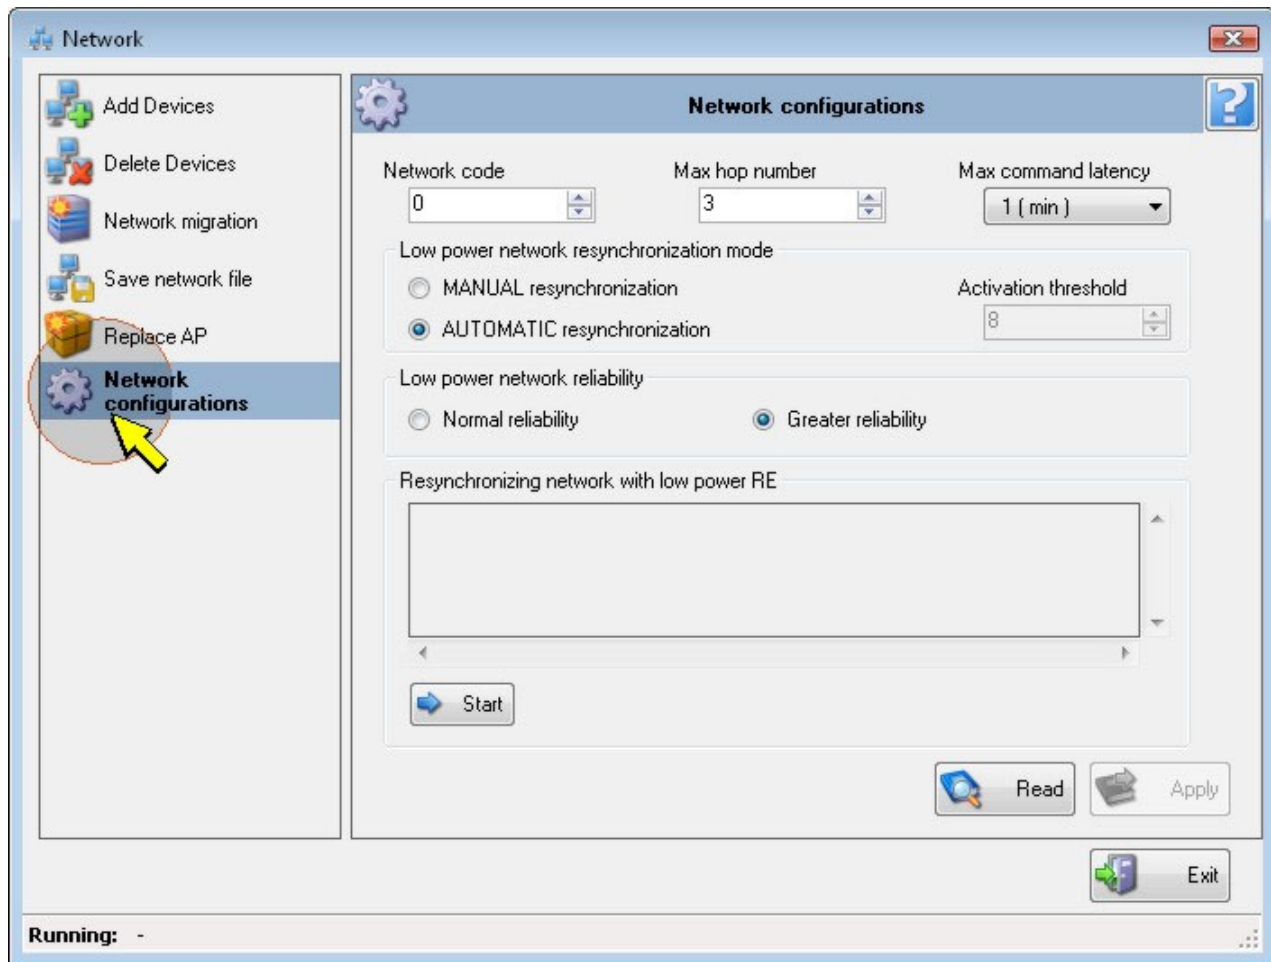 Network
Add Devices
Delete Devices
Network migration
Save network file
Replace AP
Network
configurations
Network configurations
Network code
Max hop number
Max command latency
0
3
1 ( min )
Low power network resynchronization mode
MANUAL resynchronization
Activation threshold
AUTOMATIC resynchronization
8
Low power network reliability
Normal reliability
Greater reliability
Resynchronizing network with low power RE
Start
Read
Apply
Exit
Running: -